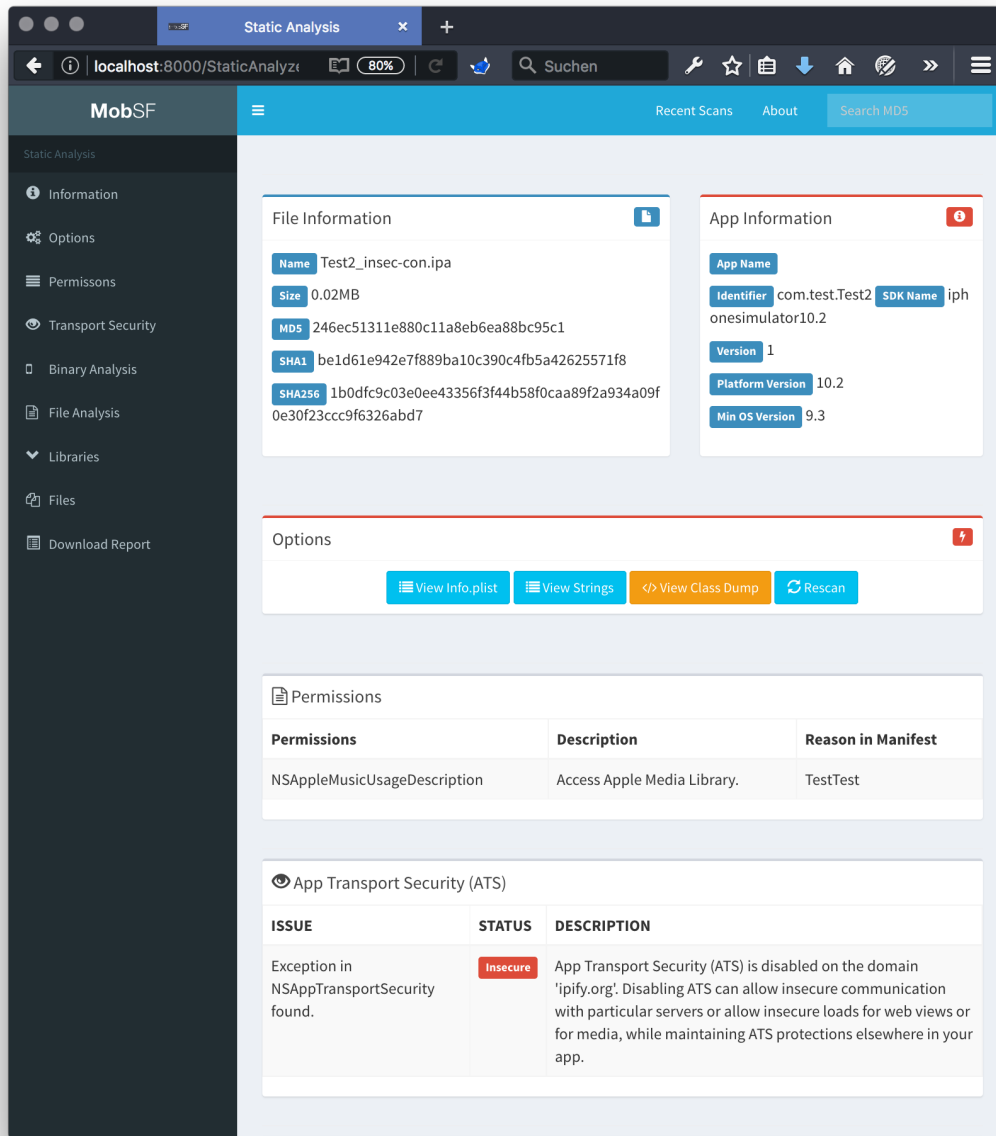 Static Analysis
localhost:8000/StaticAnalyze
80%
Suchen
MobSF
Recent Scans
About
Search MD5
Static Analysis
Information
Options
Permissons
Transport Security
Binary Analysis
File Analysis
Libraries
Files
Download Report
File Information
Name Test2_insec-con.ipa
Size 0.02MB
MD5 246ec51311e880c11a8eb6ea88bc95c1
SHA1 be1d61e942e7f889ba10c390c4fb5a42625571f8
SHA256 1b0dfc9c03e0ee43356f3f44b58f0caa89f2a934a09f
0e30f23ccc9f6326abd7
App Information
App Name
Identifier com.test.Test2 SDK Name iph
onesimulator10.2
Version 1
Platform Version 10.2
Min OS Version 9.3
Options
View Info.plist
View Strings
</> View Class Dump
Rescan
Permissions
Permissions Description Reason in Manifest
NSAppleMusicUsageDescription Access Apple Media Library. TestTest
App Transport Security (ATS)
ISSUE STATUS DESCRIPTION
Exception in
NSAppTransportSecurity
found.
Insecure
App Transport Security (ATS) is disabled on the domain
'ipify.org'. Disabling ATS can allow insecure communication
with particular servers or allow insecure loads for web views or
for media, while maintaining ATS protections elsewhere in your
app.